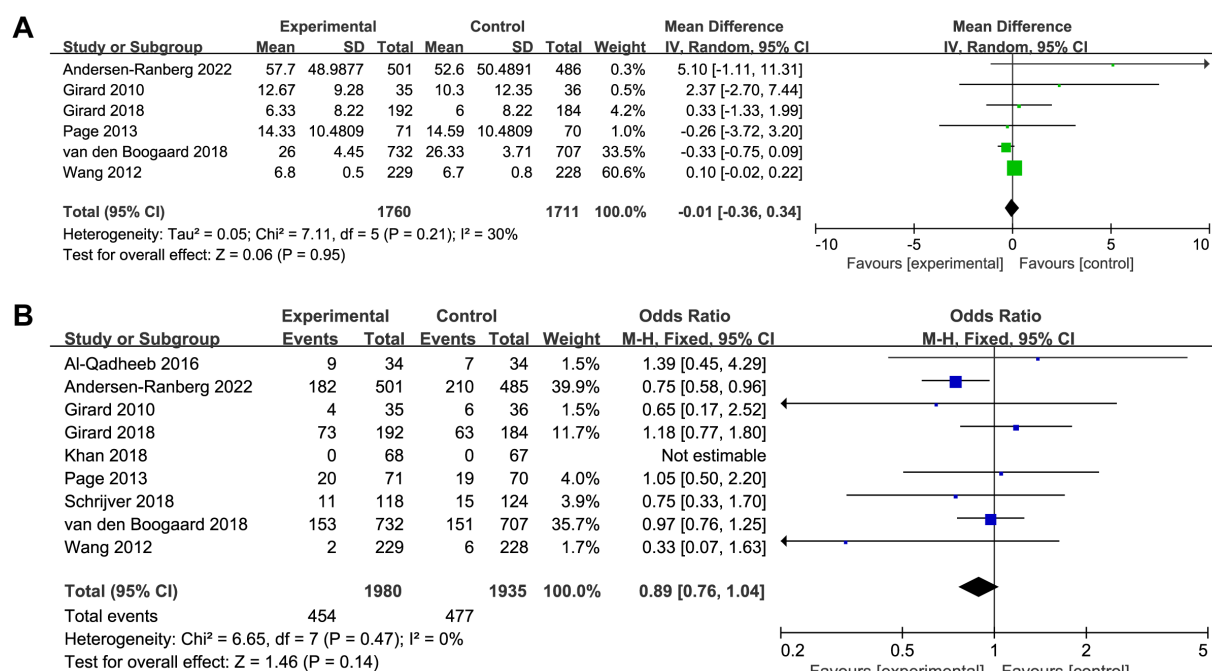 A
Experimental Control Mean Difference Mean Difference
Study or Subgroup Mean SD Total Mean SD Total Weight IV, Random, 95% CI IV, Random, 95% CI
Andersen-Ranberg 2022 57.7 48.9877 501 52.6 50.4891 486 0.3% 5.10 [-1.11, 11.31]
Girard 2010 12.67 9.28 35 10.3 12.35 36 0.5% 2.37 [-2.70, 7.44]
Girard 2018 6.33 8.22 192 6 8.22 184 4.2% 0.33 [-1.33, 1.99]
Page 2013 14.33 10.4809 71 14.59 10.4809 70 1.0% -0.26 [-3.72, 3.20]
van den Boogaard 2018 26 4.45 732 26.33 3.71 707 33.5% -0.33 [-0.75, 0.09]
Wang 2012 6.8 0.5 229 6.7 0.8 228 60.6% 0.10 [-0.02, 0.22]
Total (95% CI) 1760 1711 100.0% -0.01 [-0.36, 0.34]
Heterogeneity: Tau² = 0.05; Chi² = 7.11, df = 5 (P = 0.21); I² = 30%
Test for overall effect: Z = 0.06 (P = 0.95)
-10 -5 0 5 10
Favours [experimental] Favours [control]
B
Experimental Control Odds Ratio Odds Ratio
Study or Subgroup Events Total Events Total Weight M-H, Fixed, 95% CI M-H, Fixed, 95% CI
Al-Qadheeb 2016 9 34 7 34 1.5% 1.39 [0.45, 4.29]
Andersen-Ranberg 2022 182 501 210 485 39.9% 0.75 [0.58, 0.96]
Girard 2010 4 35 6 36 1.5% 0.65 [0.17, 2.52]
Girard 2018 73 192 63 184 11.7% 1.18 [0.77, 1.80]
Khan 2018 0 68 0 67 Not estimable
Page 2013 20 71 19 70 4.0% 1.05 [0.50, 2.20]
Schrijver 2018 11 118 15 124 3.9% 0.75 [0.33, 1.70]
van den Boogaard 2018 153 732 151 707 35.7% 0.97 [0.76, 1.25]
Wang 2012 2 229 6 228 1.7% 0.33 [0.07, 1.63]
Total (95% CI) 1980 1935 100.0% 0.89 [0.76, 1.04]
Total events 454 477
Heterogeneity: Chi² = 6.65, df = 7 (P = 0.47); I² = 0%
Test for overall effect: Z = 1.46 (P = 0.14)
0.2 0.5 1 2 5
Favours [experimental] Favours [control]